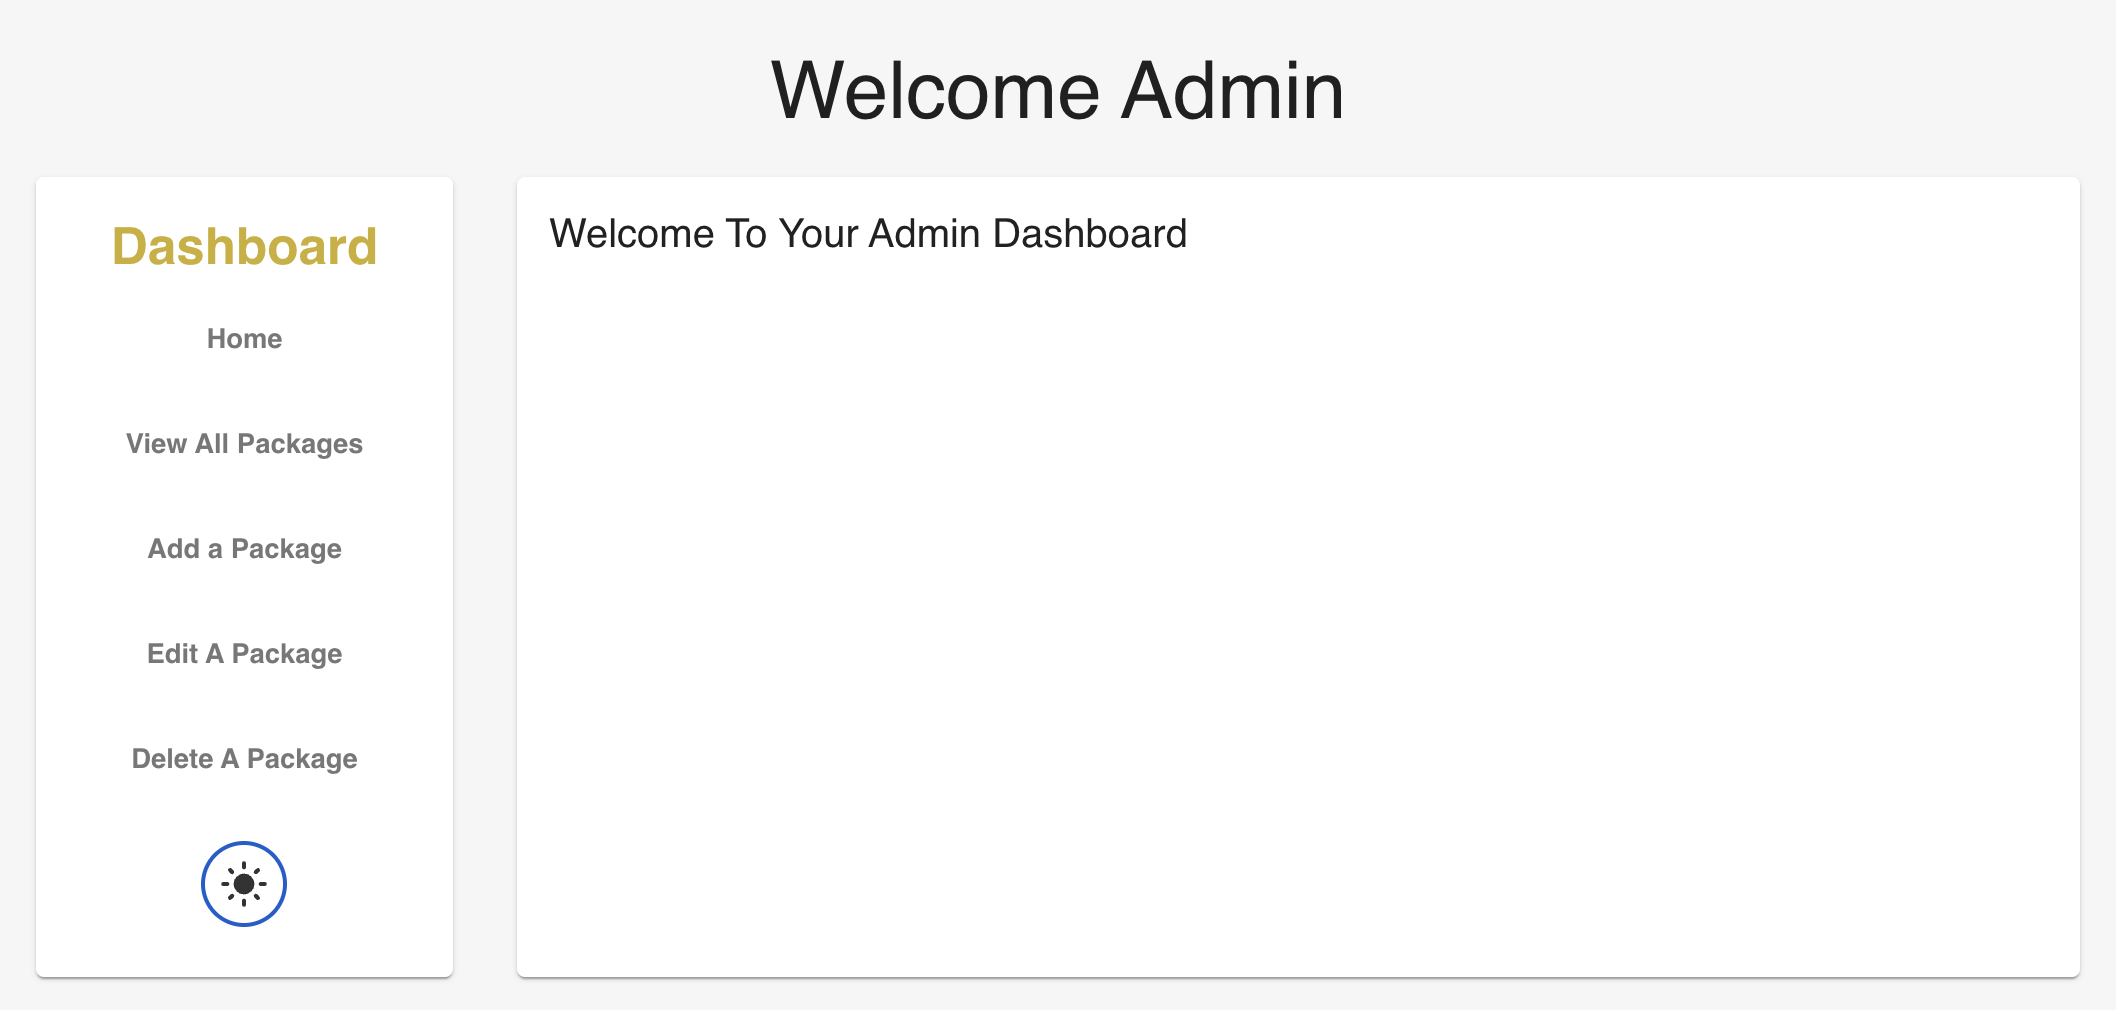 Welcome Admin
Dashboard
Home
View All Packages
Add a Package
Edit A Package
Delete A Package
Welcome To Your Admin Dashboard